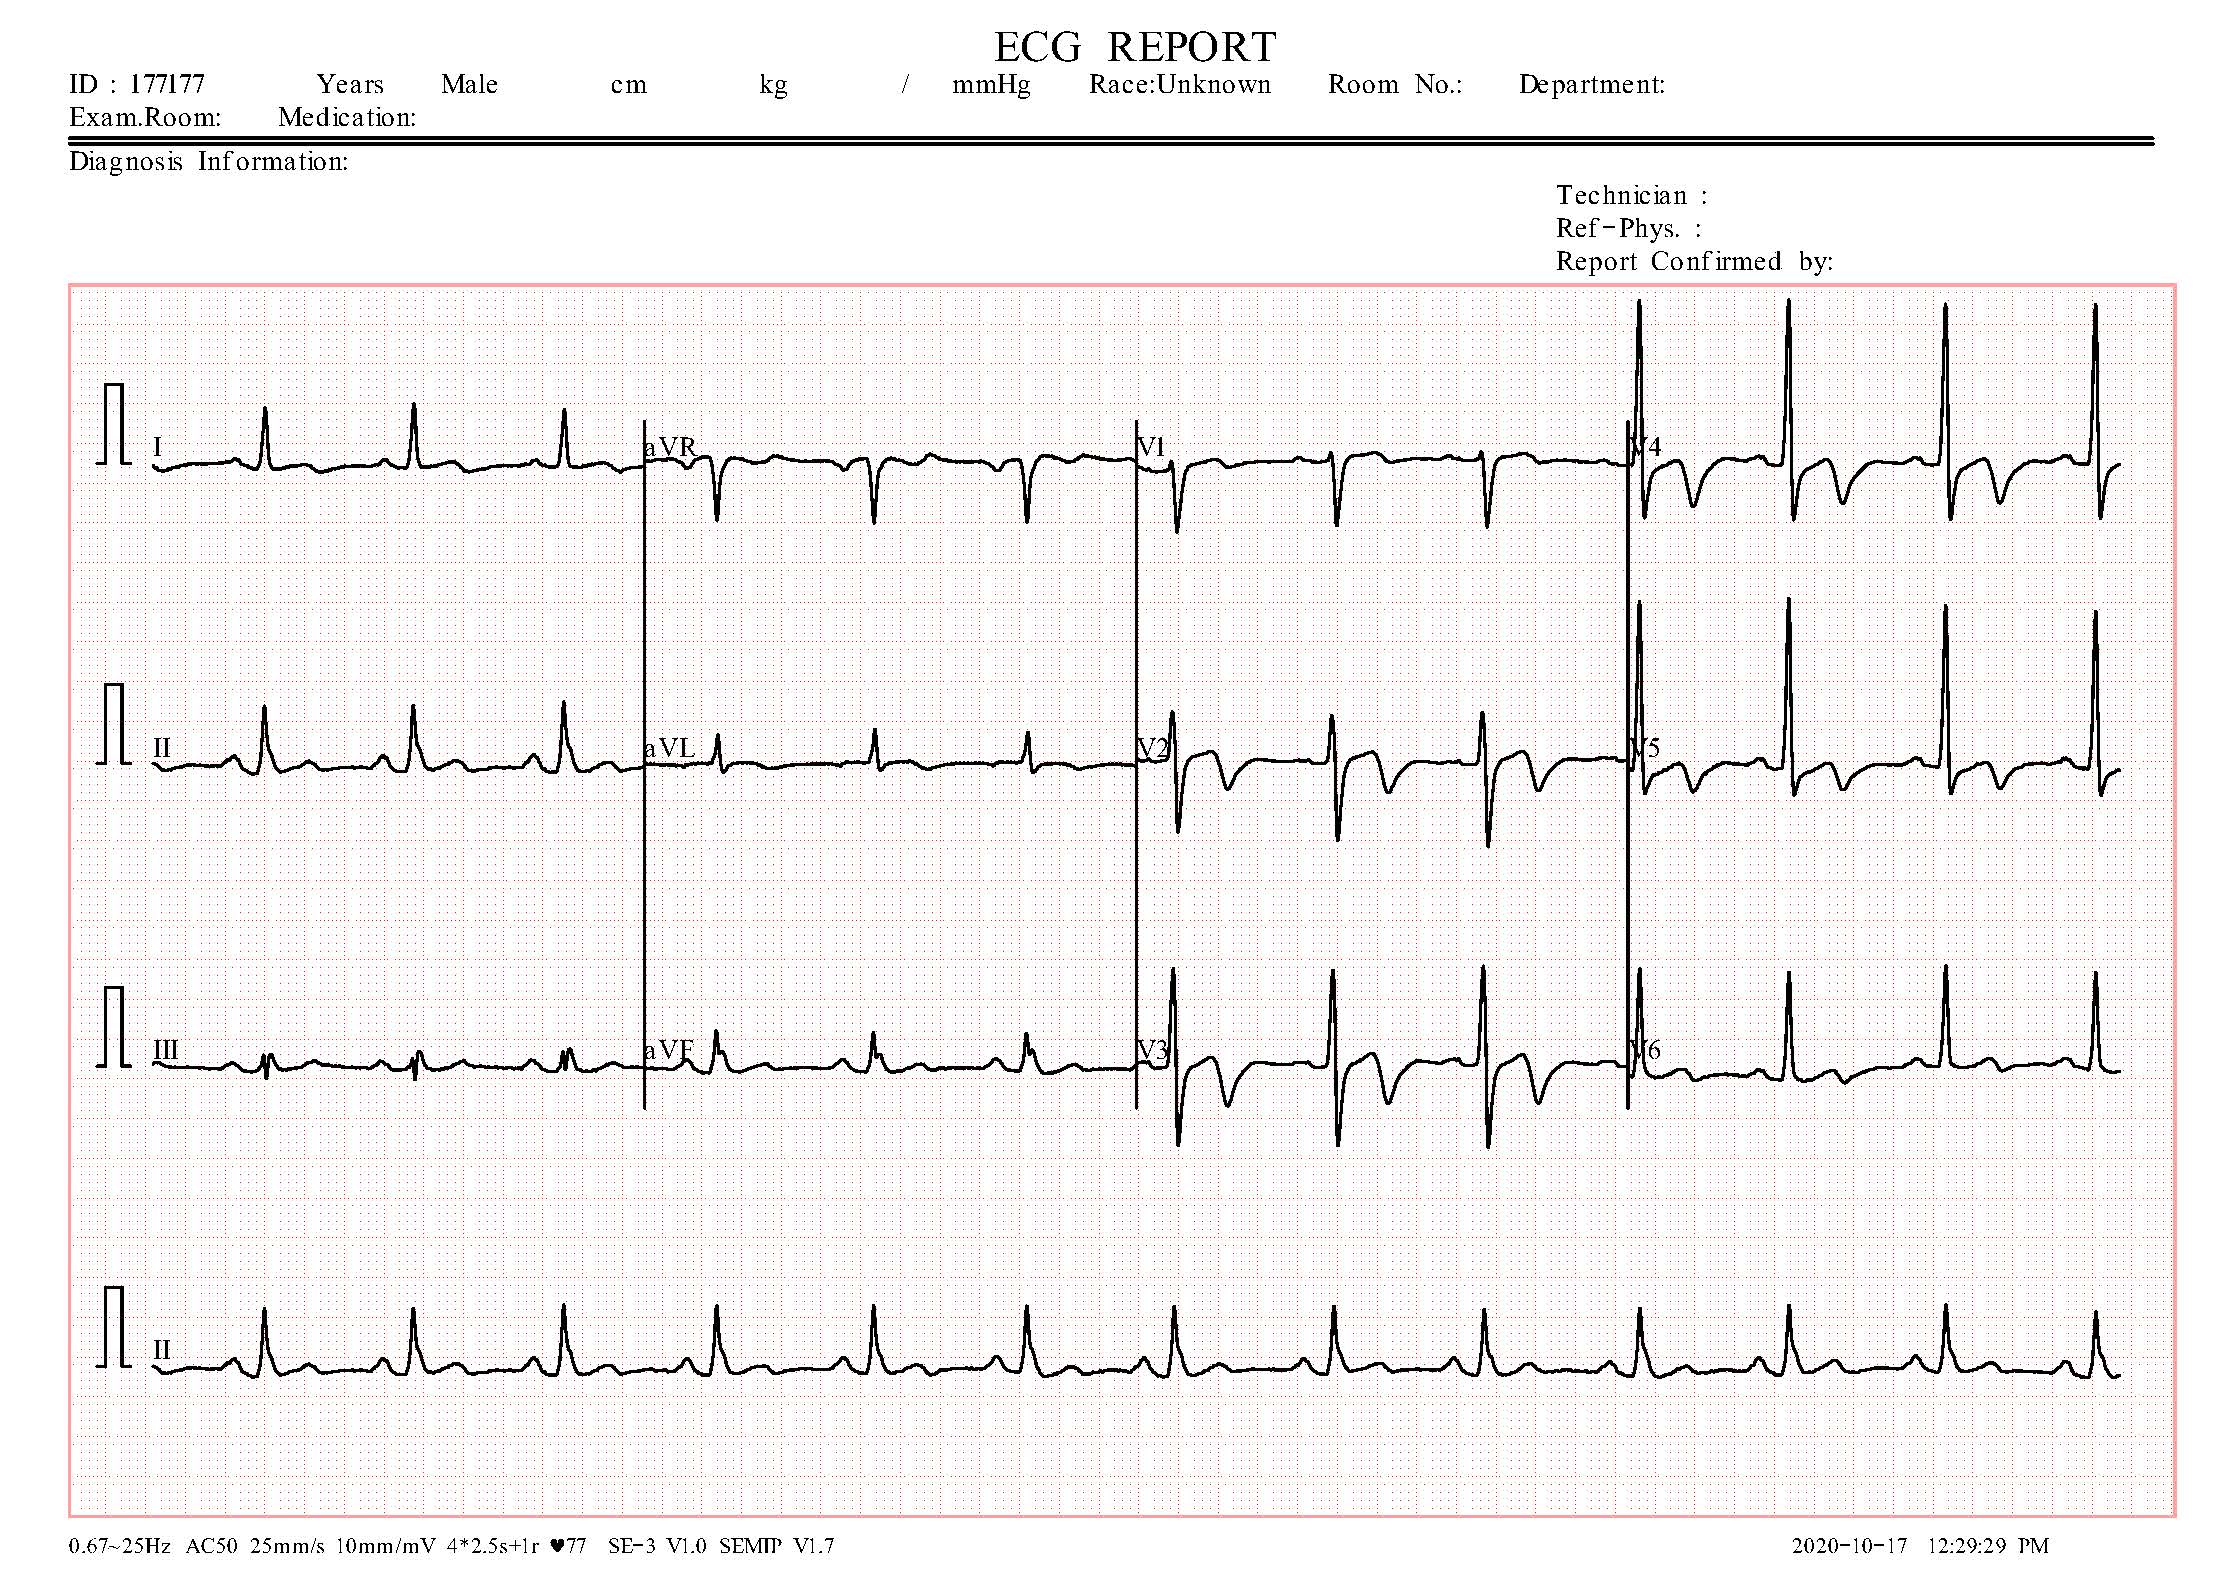 ECG REPORT
ID : 177177 Years Male cm kg / mmHg Race:Unknown Room No.: Department:
Exam.Room: Medication:
Diagnosis Information:
Technician :
Ref-Phys. :
Report Confirmed by:
I aVR V1 V4
II aVL V2 V5
III aVF V3 V6
II
0.67~25Hz AC50 25mm/s 10mm/mV 4*2.5s+1r ♥77 SE-3 V1.0 SEMIP V1.7 2020-10-17 12:29:29 PM